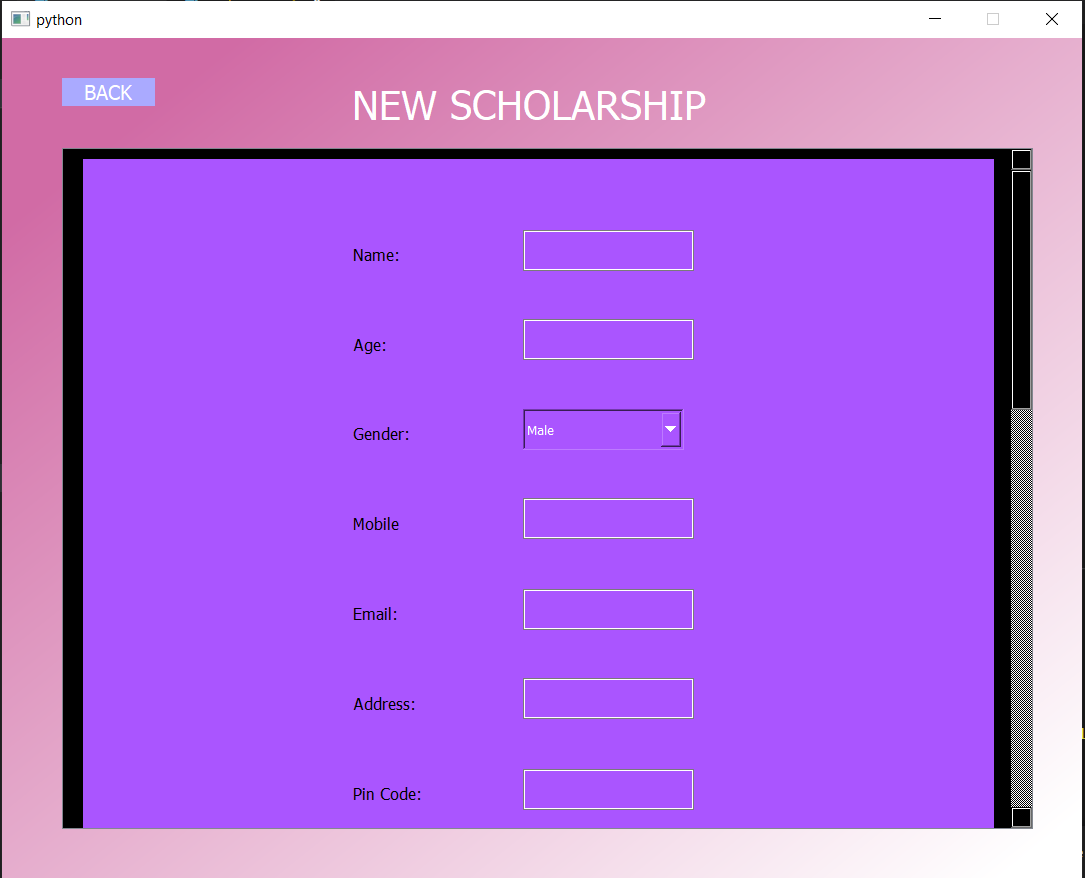 python
BACK
NEW SCHOLARSHIP
Name:
Age:
Gender:
Male
Mobile
Email:
Address:
Pin Code: